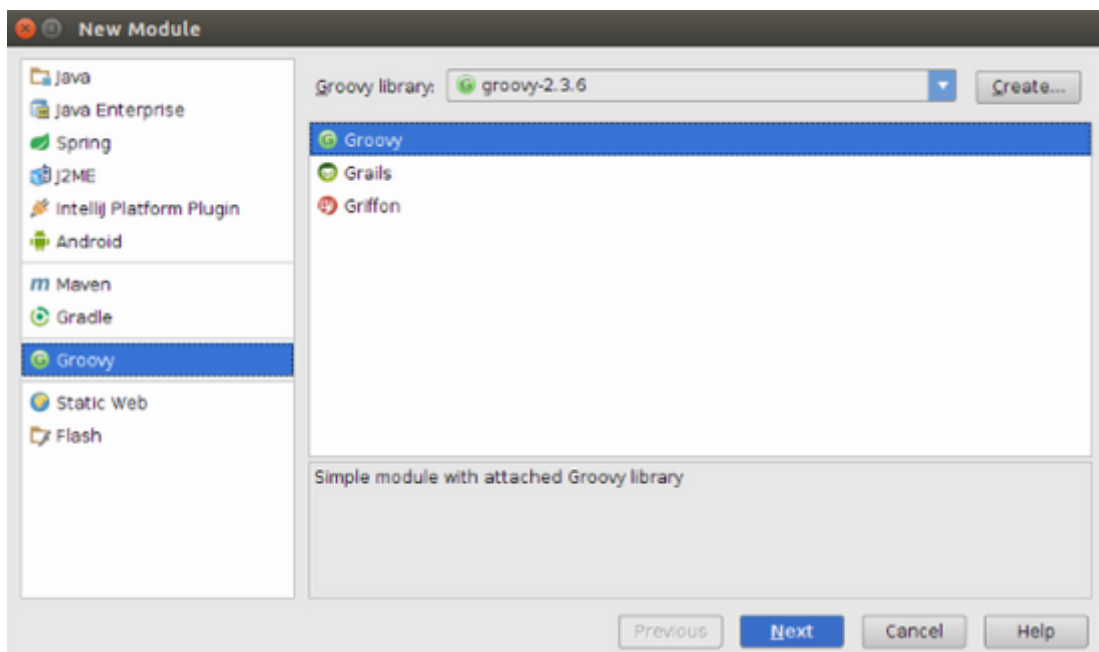 New Module
Java
Java Enterprise
Spring
J2ME
IntelliJ Platform Plugin
Android
Maven
Gradle
Groovy
Static Web
Flash
Groovy library: groovy-2.3.6 Create...
Groovy
Grails
Griffon
Simple module with attached Groovy library
Previous Next Cancel Help